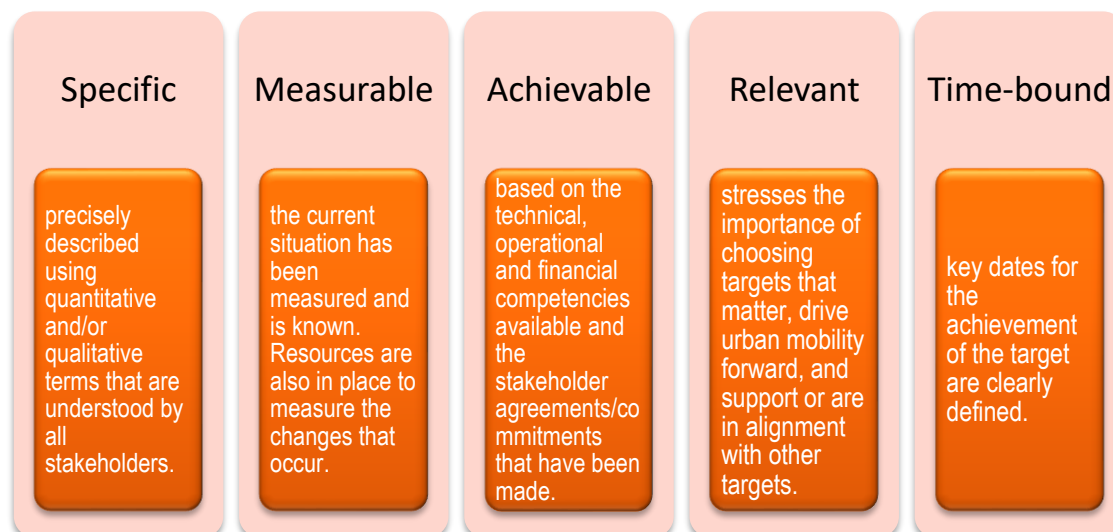 Specific
precisely
described
using
quantitative
and/or
qualitative
terms that are
understood by
all
stakeholders.
Measurable
the current
situation has
been
measured and
is known.
Resources are
also in place to
measure the
changes that
occur.
Achievable
based on the
technical,
operational
and financial
competencies
available and
the
stakeholder
agreements/co
mmitments
that have been
made.
Relevant
stresses the
importance of
choosing
targets that
matter, drive
urban mobility
forward, and
support or are
in alignment
with other
targets.
Time-bound
key dates for
the
achievement
of the target
are clearly
defined.